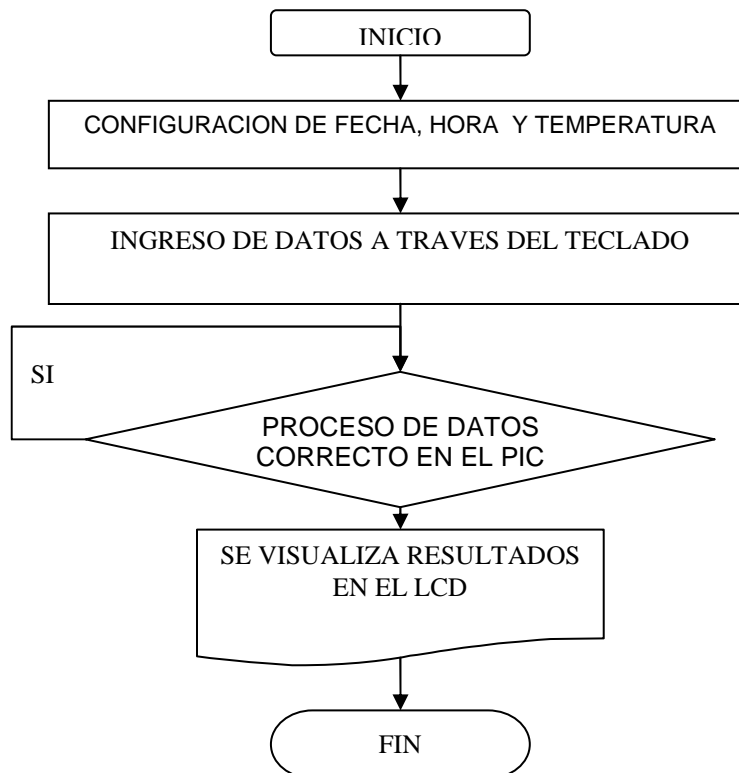 INICIO
CONFIGURACION DE FECHA, HORA Y TEMPERATURA
INGRESO DE DATOS A TRAVES DEL TECLADO
SI
PROCESO DE DATOS
CORRECTO EN EL PIC
SE VISUALIZA RESULTADOS
EN EL LCD
FIN